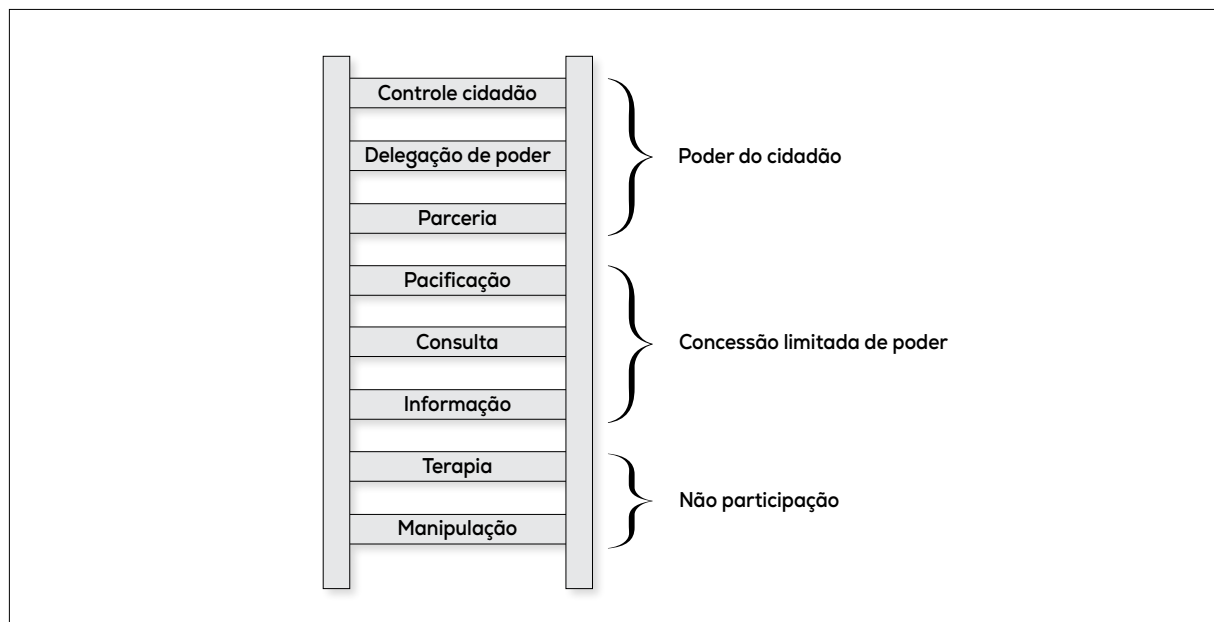 Controle cidadão
Delegação de poder
Parceria
Poder do cidadão
Pacificação
Consulta
Informação
Concessão limitada de poder
Terapia
Manipulação
Não participação